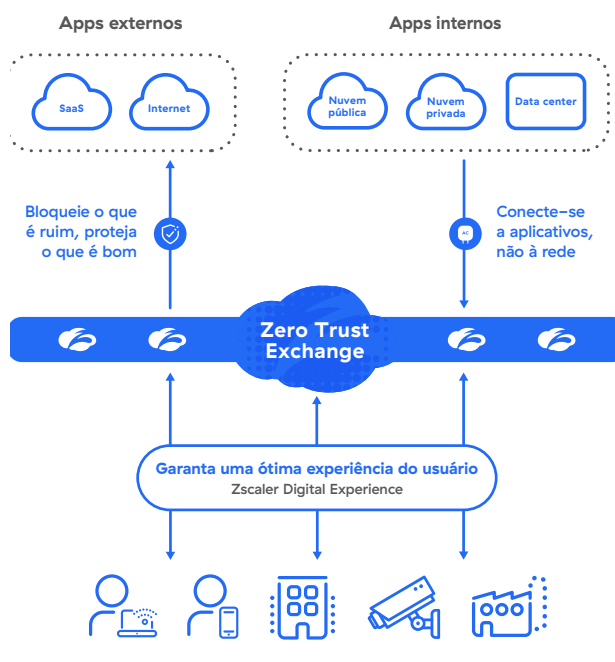 Apps externos
Apps internos
SaaS
Internet
Nuvem
pública
Nuvem
privada
Data center
Bloqueie o que
é ruim, proteja
o que é bom
AC
Conecte-se
a aplicativos,
não à rede
Zero Trust
Exchange
Garanta uma ótima experiência do usuário
Zscaler Digital Experience